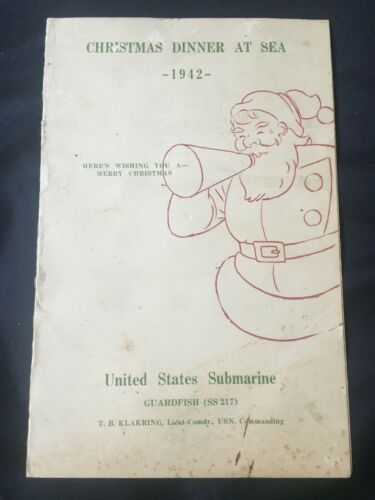 CHRISTMAS DINNER AT SEA
-1942-
HERE'S WISHING YOU A—
MERRY CHRISTMAS
United States Submarine
GUARDFISH (SS 217)
T. B. KLAKRING, Lieut-Comdr., USN. Commanding